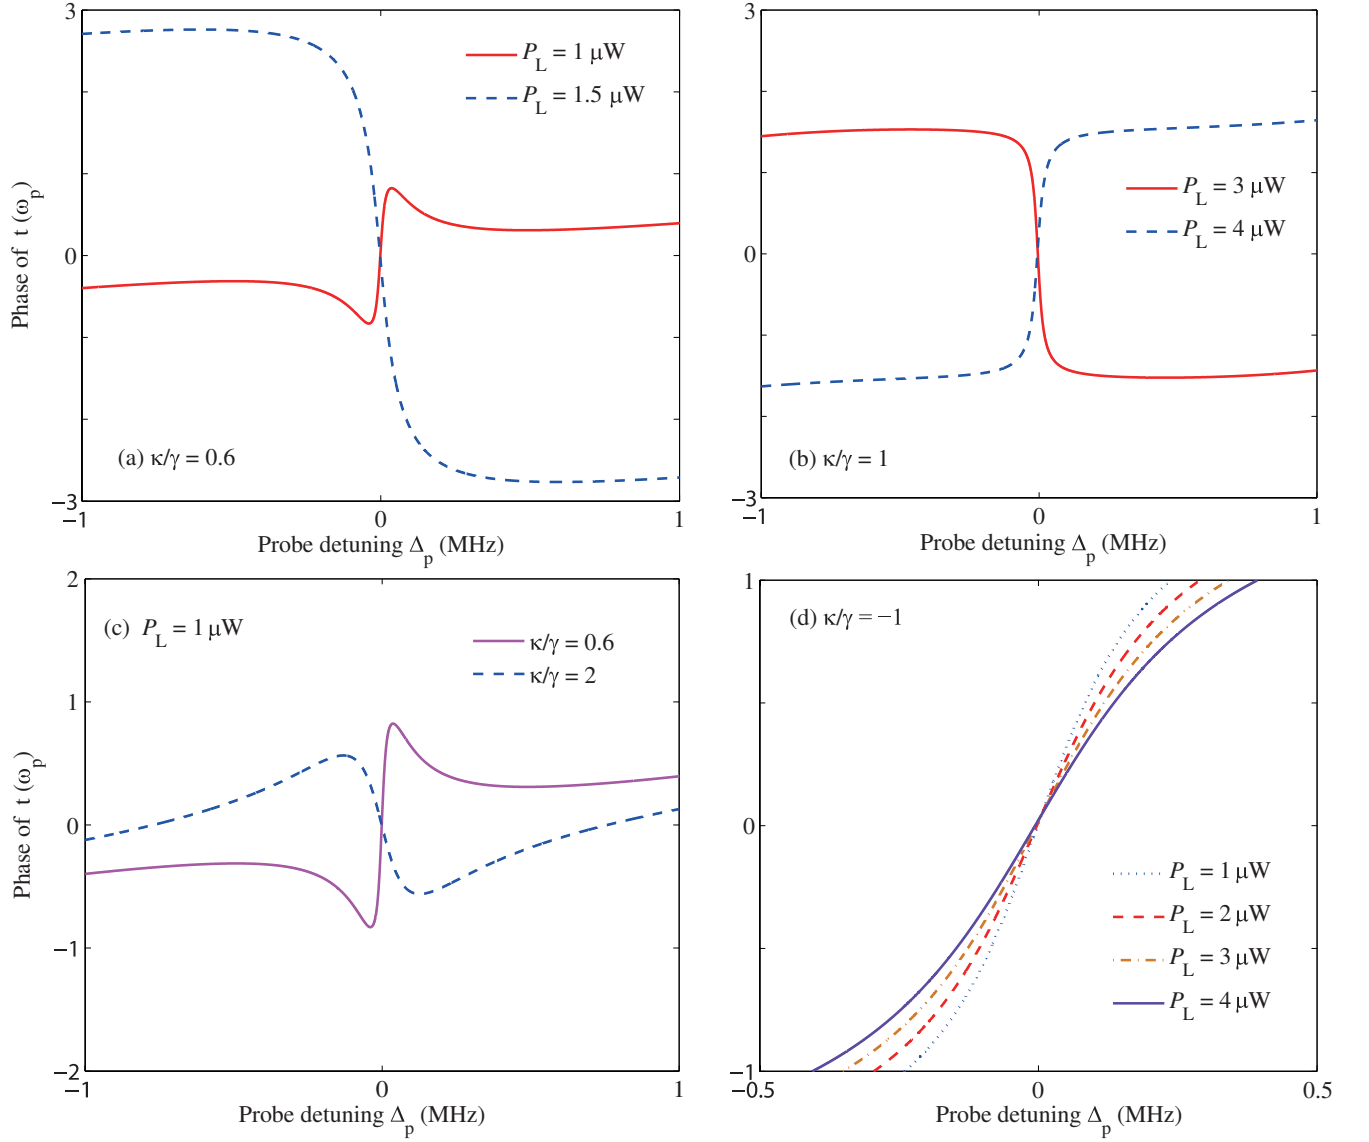 3
0
−3
−1
0
1
Phase of t (ω_p)
P_L = 1 μW
P_L = 1.5 μW
(a) κ/γ = 0.6
Probe detuning Δ_p (MHz)
3
0
−3
−1
0
1
P_L = 3 μW
P_L = 4 μW
(b) κ/γ = 1
Probe detuning Δ_p (MHz)
2
1
0
−1
−2
−1
0
1
Phase of t (ω_p)
(c) P_L = 1 μW
κ/γ = 0.6
κ/γ = 2
Probe detuning Δ_p (MHz)
1
0
−1
−0.5
0
0.5
(d) κ/γ = −1
P_L = 1 μW
P_L = 2 μW
P_L = 3 μW
P_L = 4 μW
Probe detuning Δ_p (MHz)